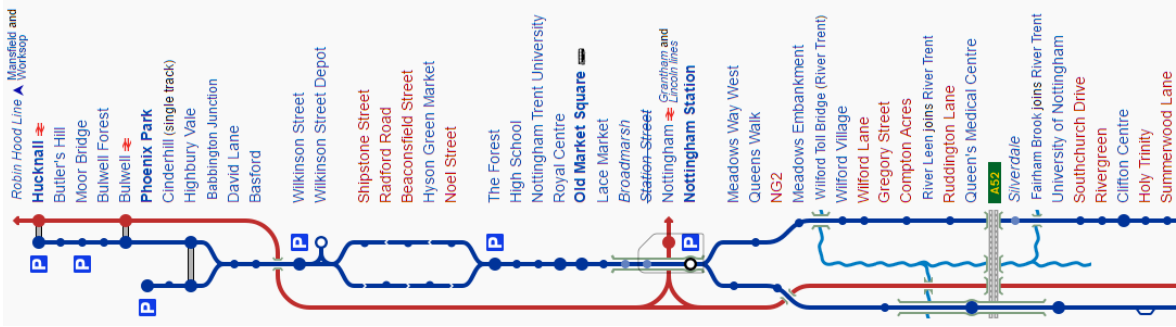 Robin Hood Line
Mansfield and
Worksop
Hucknall
Butler's Hill
Moor Bridge
Bulwell Forest
Bulwell
Phoenix Park
Cinderhill (single track)
Highbury Vale
Babbington Junction
David Lane
Basford
Wilkinson Street
Wilkinson Street Depot
Shipstone Street
Radford Road
Beaconsfield Street
Hyson Green Market
Noel Street
The Forest
High School
Nottingham Trent University
Royal Centre
Old Market Square
Lace Market
Broadmarsh
Station Street
Nottingham
Grantham and
Lincoln lines
Nottingham Station
Meadows Way West
Queens Walk
NG2
Meadows Embankment
Wilford Toll Bridge (River Trent)
Wilford Village
Wilford Lane
Gregory Street
Compton Acres
River Leen joins River Trent
Ruddington Lane
Queen's Medical Centre
A52
Silverdale
Fairham Brook joins River Trent
University of Nottingham
Southchurch Drive
Rivergreen
Clifton Centre
Holy Trinity
Summerwood Lane
P
P
P
P
P
P